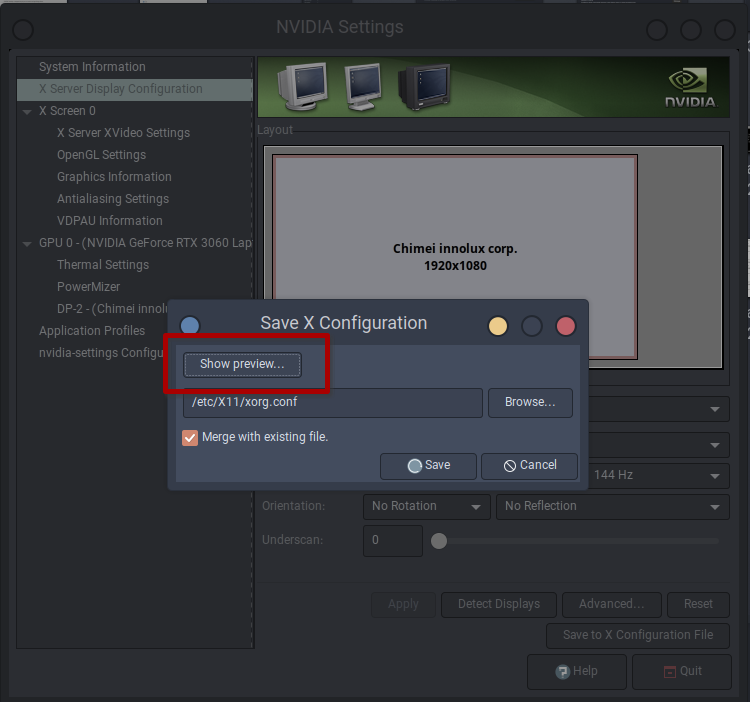 NVIDIA Settings
System Information
X Server Display Configuration
X Screen 0
X Server XVideo Settings
OpenGL Settings
Graphics Information
Antialiasing Settings
VDPAU Information
GPU 0 - (NVIDIA GeForce RTX 3060 Lap
Thermal Settings
PowerMizer
DP-2 - (Chimei innolu
Application Profiles
nvidia-settings Configu
NVIDIA
Layout
Chimei innolux corp.
1920x1080
Save X Configuration
Show preview...
/etc/X11/xorg.conf
Browse...
Merge with existing file.
Save
Cancel
144 Hz
Orientation:
No Rotation
No Reflection
Underscan:
0
Apply
Detect Displays
Advanced...
Reset
Save to X Configuration File
Help
Quit